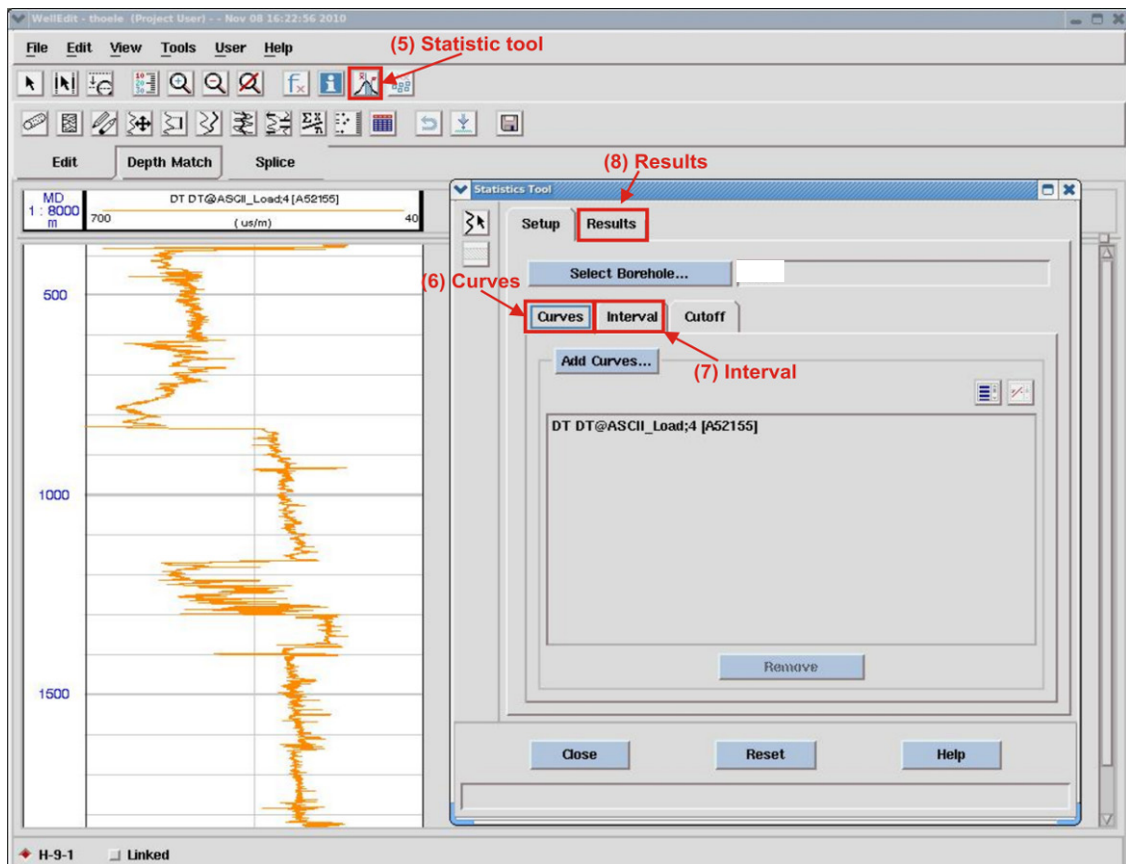 WellEdit - thoele (Project User) - - Nov 08 16:22:56 2010
File Edit View Tools User Help
(5) Statistic tool
Edit Depth Match Splice
(8) Results
MD
1 : 8000
m
DT DT@ASCII_Load;4 [A52155]
700 (us/m) 40
500
1000
1500
Statistics Tool
Setup Results
Select Borehole...
(6) Curves
Curves Interval Cutoff
(7) Interval
Add Curves...
DT DT@ASCII_Load;4 [A52155]
Remove
Close Reset Help
H-9-1 Linked